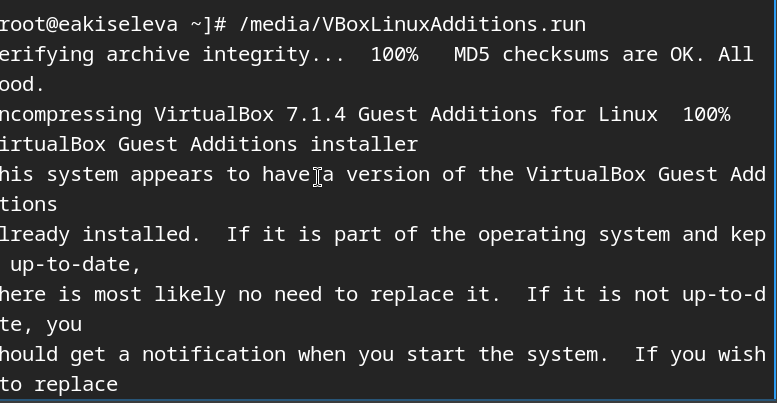 root@eakiseleva ~]# /media/VBoxLinuxAdditions.run
erifying archive integrity...  100%   MD5 checksums are OK. All
ood.
ncompressing VirtualBox 7.1.4 Guest Additions for Linux  100%
irtualBox Guest Additions installer
his system appears to have a version of the VirtualBox Guest Add
tions
lready installed.  If it is part of the operating system and kep
 up-to-date,
here is most likely no need to replace it.  If it is not up-to-d
te, you
hould get a notification when you start the system.  If you wish
to replace